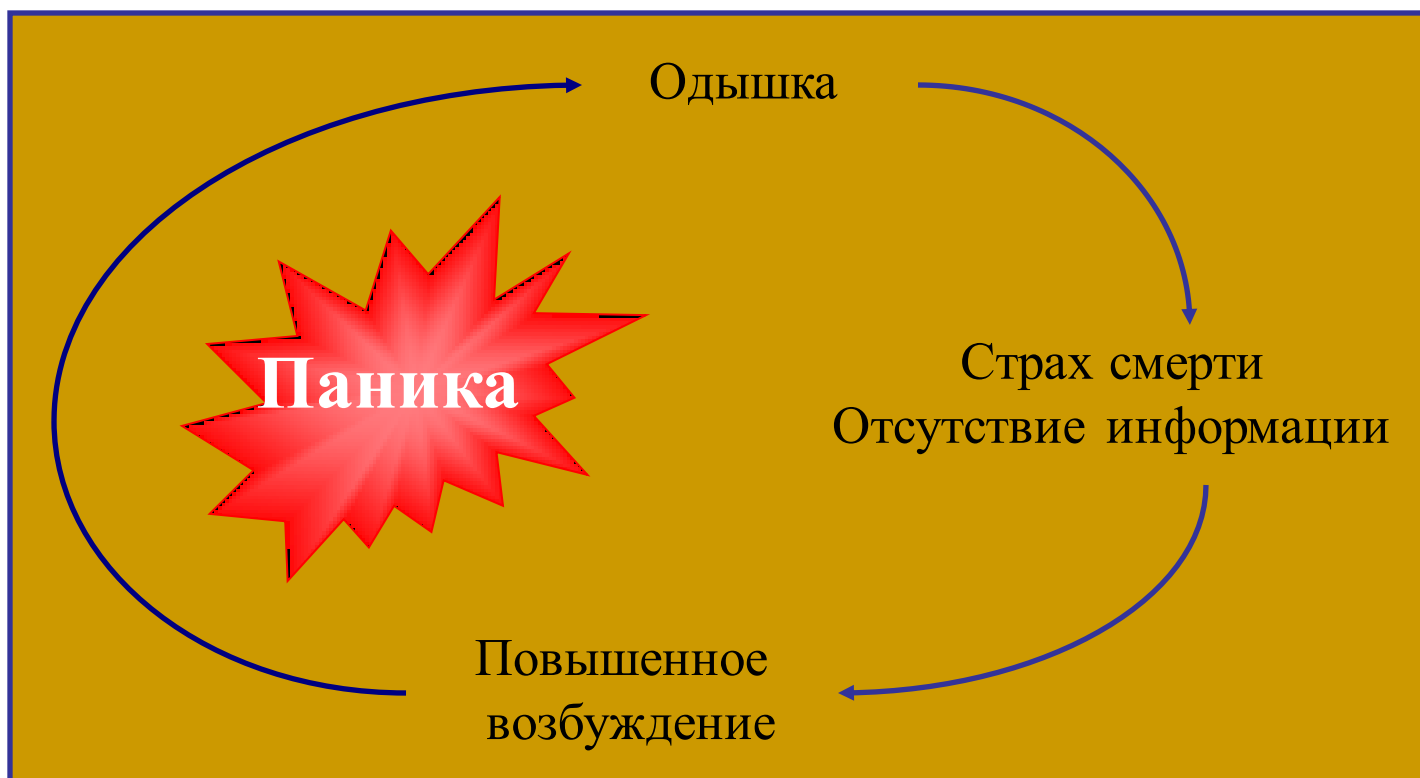 Одышка
Паника
Страх смерти
Отсутствие информации
Повышенное
возбуждение